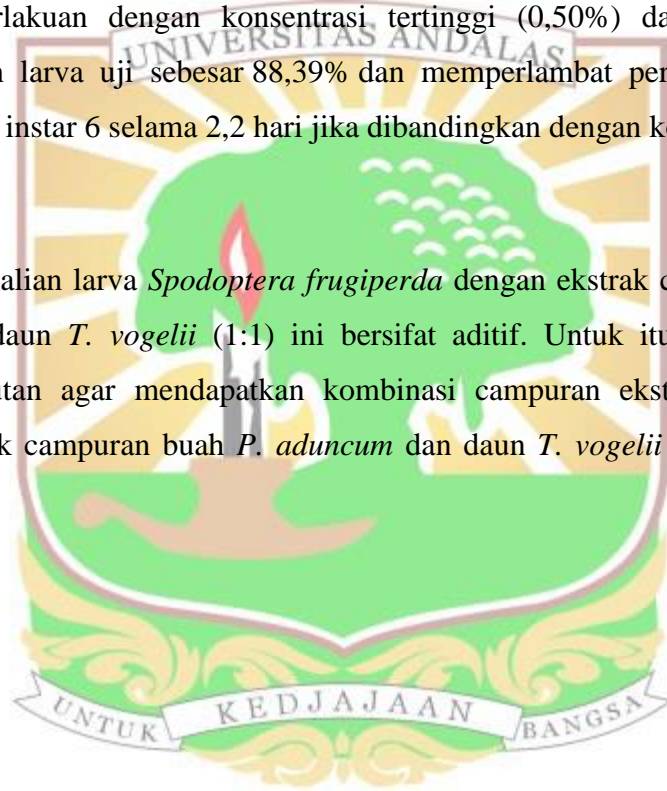 rlakuan dengan konsentrasi tertinggi (0,50%) da
UNIVERSITAS ANDALAS
larva uji sebesar 88,39% dan memperlambat per
instar 6 selama 2,2 hari jika dibandingkan dengan k
alian larva Spodoptera frugiperda dengan ekstrak c
daun T. vogelii (1:1) ini bersifat aditif. Untuk itu
utan agar mendapatkan kombinasi campuran ekst
k campuran buah P. aduncum dan daun T. vogelii
UNTUK KEDJAJAAN BANGSA